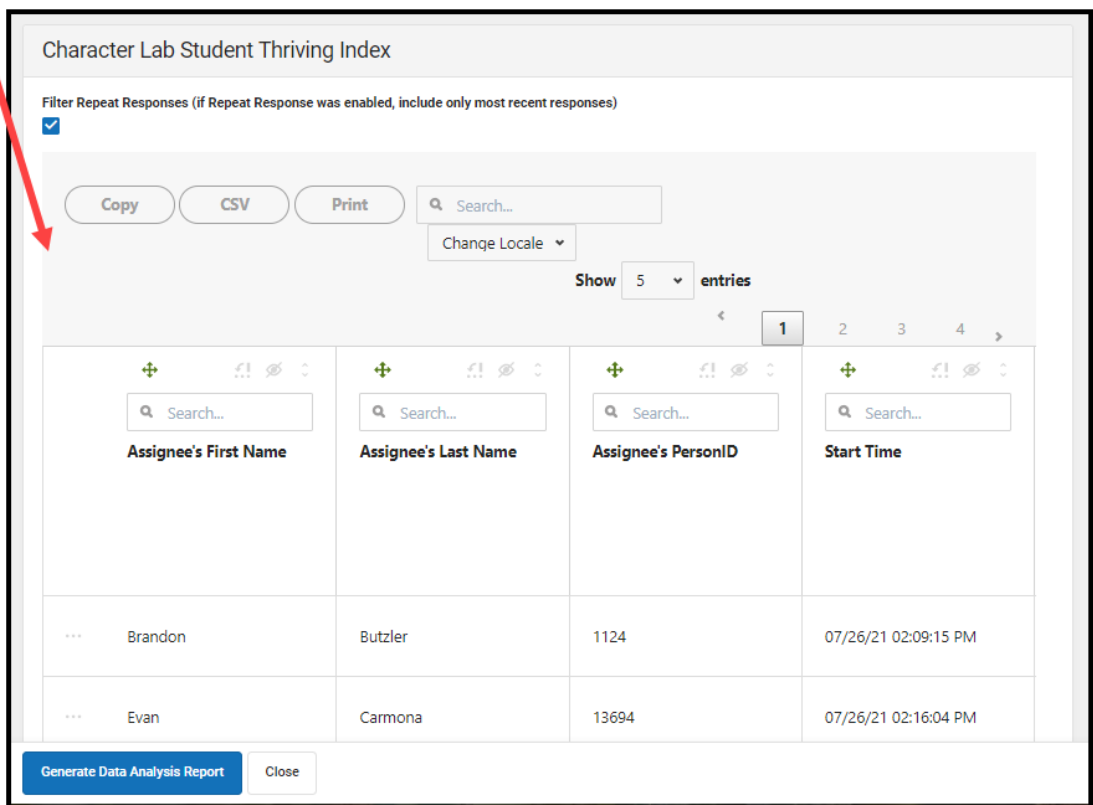 Character Lab Student Thriving Index
Filter Repeat Responses (if Repeat Response was enabled, include only most recent responses)
Copy CSV Print Search...
Change Locale
Show 5 entries
1 2 3 4
Search... Search... Search... Search...
Assignee's First Name Assignee's Last Name Assignee's PersonID Start Time
Brandon Butzler 1124 07/26/21 02:09:15 PM
Evan Carmona 13694 07/26/21 02:16:04 PM
Generate Data Analysis Report Close